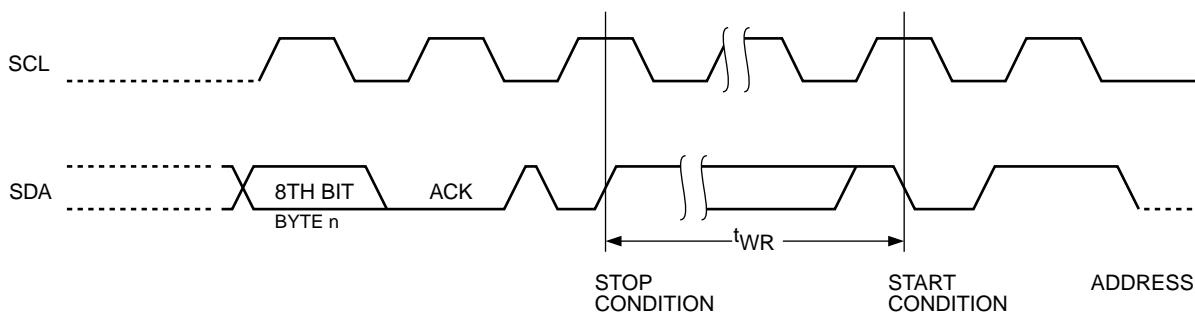 SCL
SDA
8TH BIT
ACK
BYTE n
tWR
STOP
CONDITION
START
CONDITION
ADDRESS